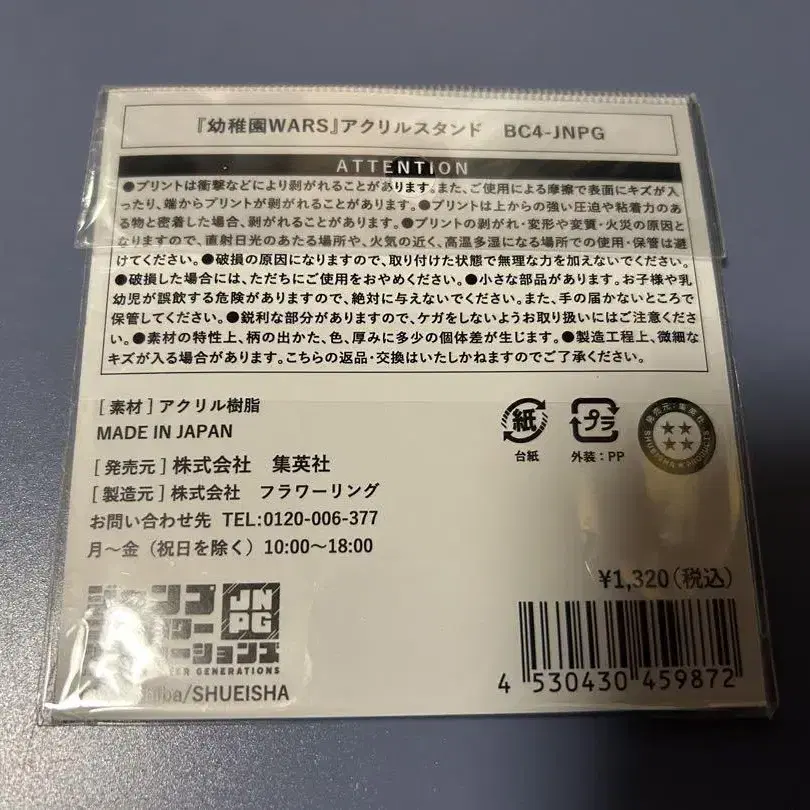 『幼稚園WARS』アクリルスタンド BC4-JNPG
ATTENTION
●プリントは衝撃などにより剥がれることがあります。また、ご使用による摩擦で表面にキズが入
ったり、端からプリントが剥がれることがあります。●プリントは上からの強い圧迫や粘着力のあ
る物と密着した場合、剥がれることがあります。●プリントの剥がれ・変形や変質・火災の原因と
なりますので、直射日光のあたる場所や、火気の近く、高温多湿になる場所での使用・保管は避
けてください。●破損の原因になりますので、取り付けた状態で無理な力を加えないでください。
●破損した場合には、ただちにご使用をおやめください。●小さな部品があります。お子様や乳
幼児が誤飲する危険がありますので、絶対に与えないでください。また、手の届かないところで
保管してください。●鋭利な部分がありますので、ケガをしないようお取り扱いにはご注意くださ
い。●素材の特性上、柄の出かた、色、厚みに多少の個体差が生じます。●製造工程上、微細な
キズが入る場合があります。こちらの返品・交換はいたしかねますのでご了承ください。
[素材]アクリル樹脂
MADE IN JAPAN
[発売元]株式会社 集英社
[製造元]株式会社 フラワーリング
お問い合わせ先 TEL:0120-006-377
月～金（祝日を除く）10:00～18:00
紙
台紙
プラ
外装：PP
発売元：集英社
SHUEISHA PRODUCTS
¥1,320(税込)
4 530430 459872
ジャンプ
JN
PG
GENERATIONS
/SHUEISHA